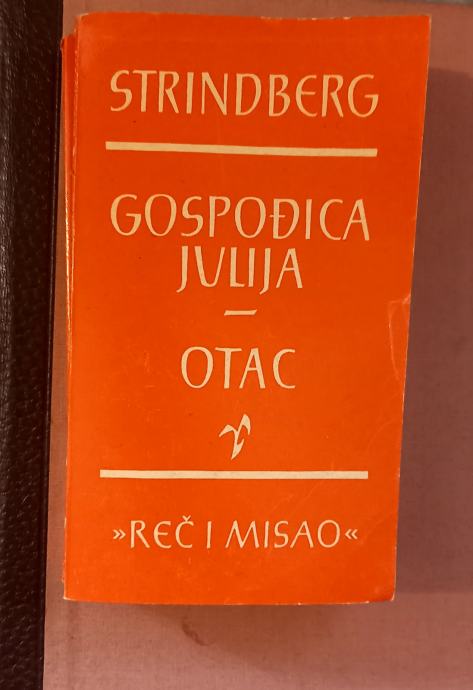 STRINDBERG
GOSPOĐICA
JULIJA
–
OTAC
»REČ I MISAO«